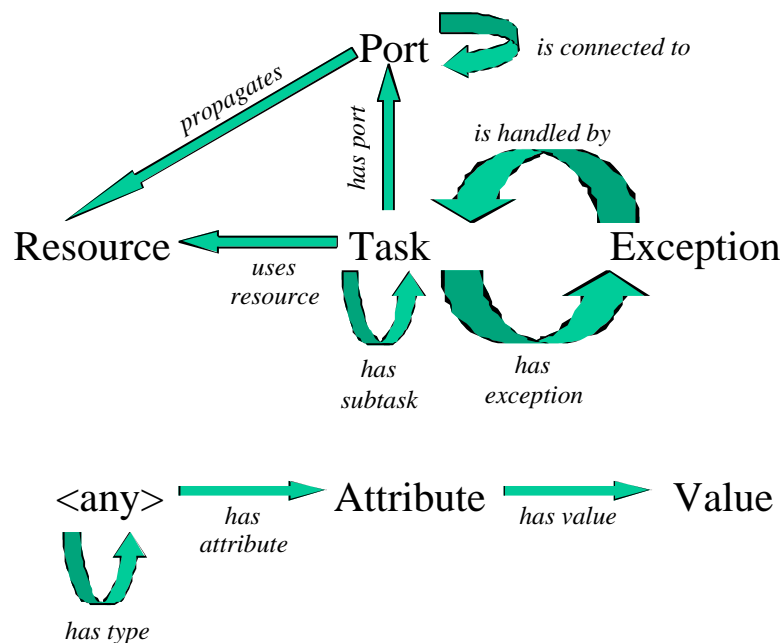 Port
is connected to
propagates
has port
is handled by
Resource
Task
Exception
uses
resource
has
subtask
has
exception
<any>
Attribute
Value
has
attribute
has value
has type